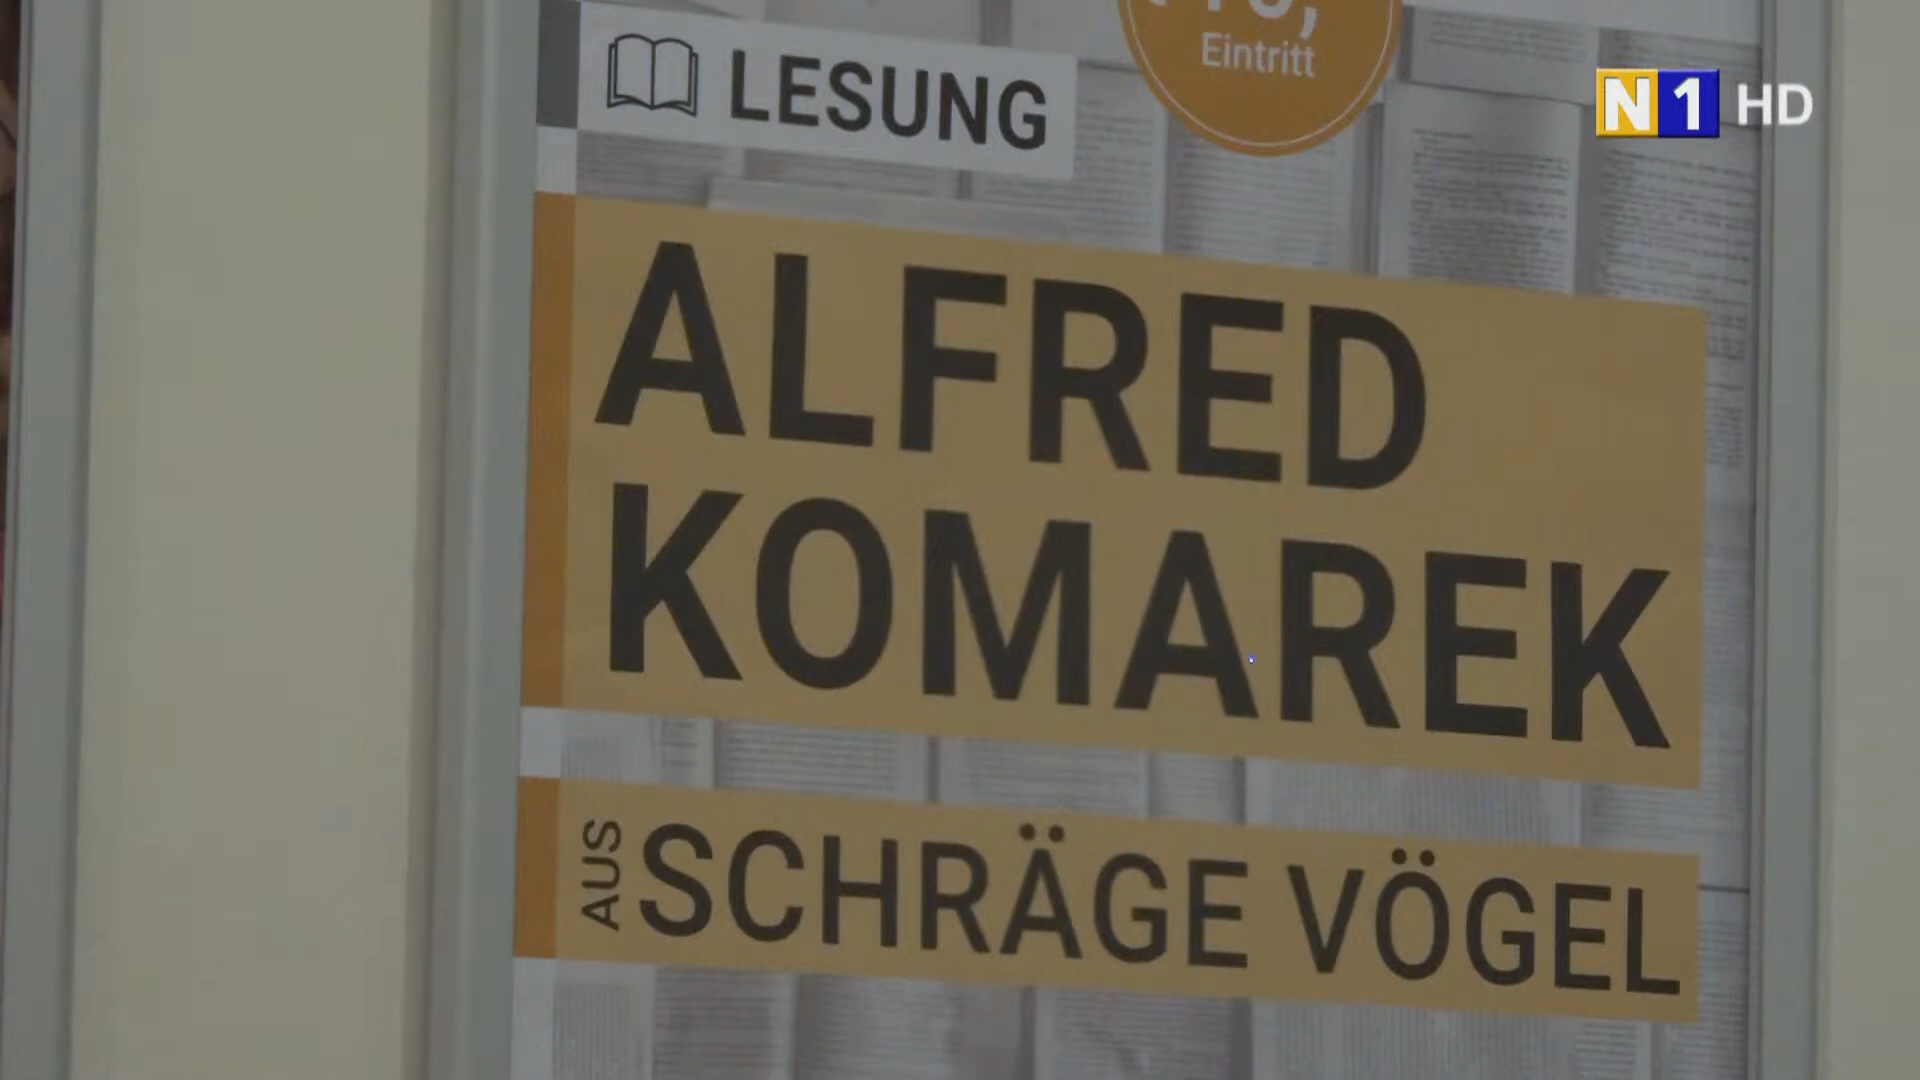 Eintritt
LESUNG
N1 HD
ALFRED
KOMAREK
AUS SCHRÄGE VÖGEL